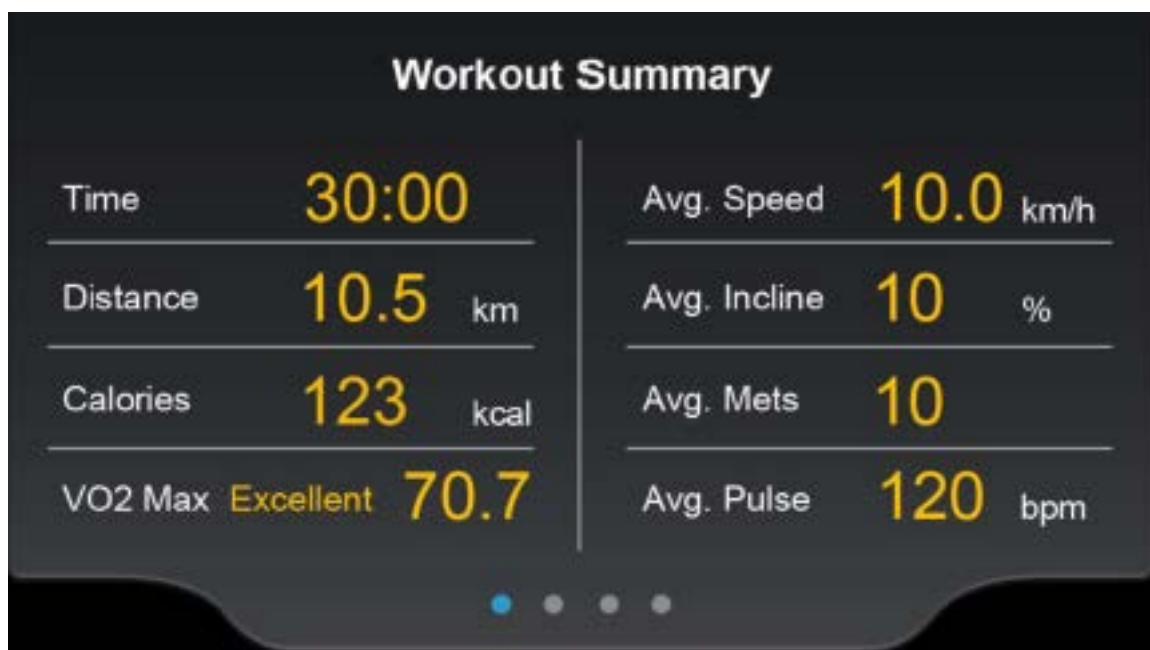 Workout Summary
Time 30:00
Distance 10.5 km
Calories 123 kcal
VO2 Max Excellent 70.7
Avg. Speed 10.0 km/h
Avg. Incline 10 %
Avg. Mets 10
Avg. Pulse 120 bpm